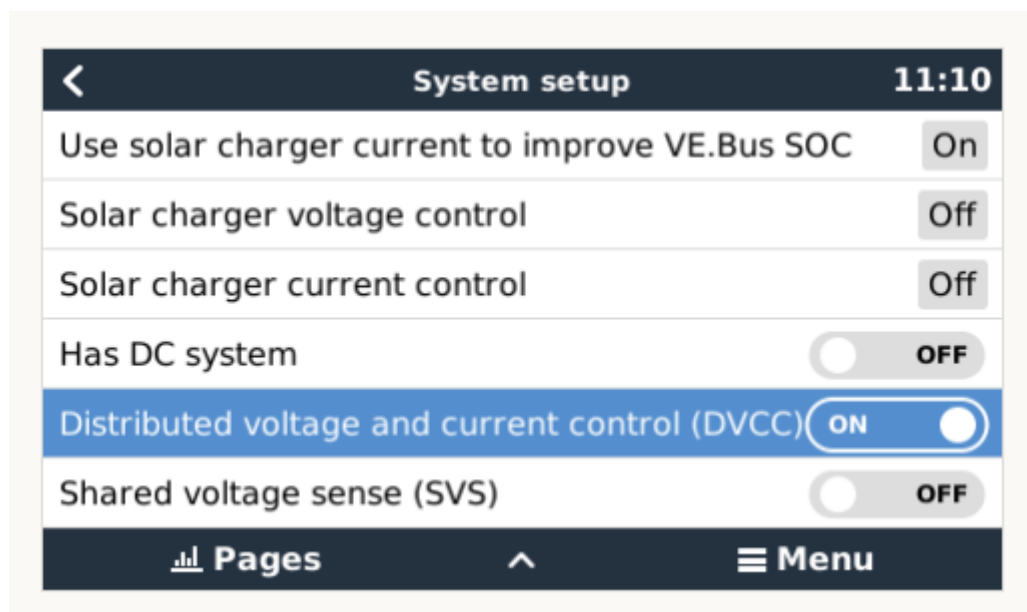 System setup 11:10
Use solar charger current to improve VE.Bus SOC On
Solar charger voltage control Off
Solar charger current control Off
Has DC system OFF
Distributed voltage and current control (DVCC) ON
Shared voltage sense (SVS) OFF
Pages Menu